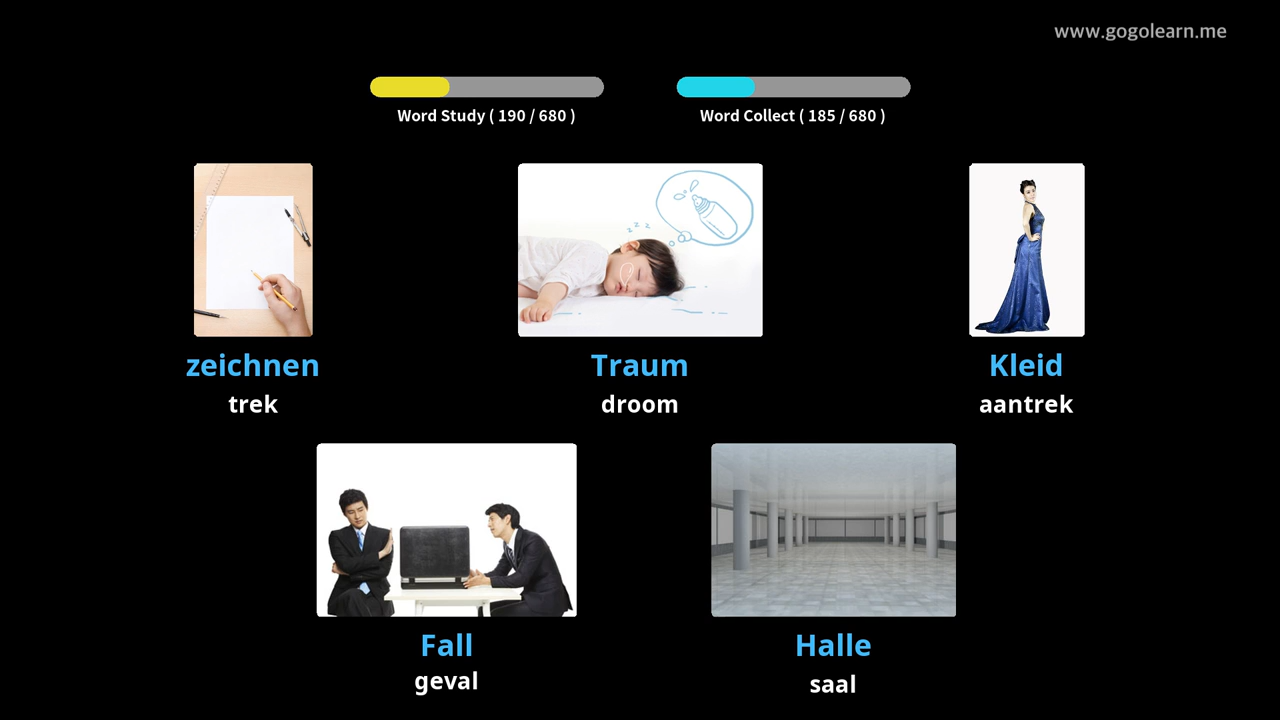 www.gogolearn.me
Word Study ( 190 / 680 )
Word Collect ( 185 / 680 )
zeichnen
trek
Traum
droom
Kleid
aantrek
Fall
geval
Halle
saal